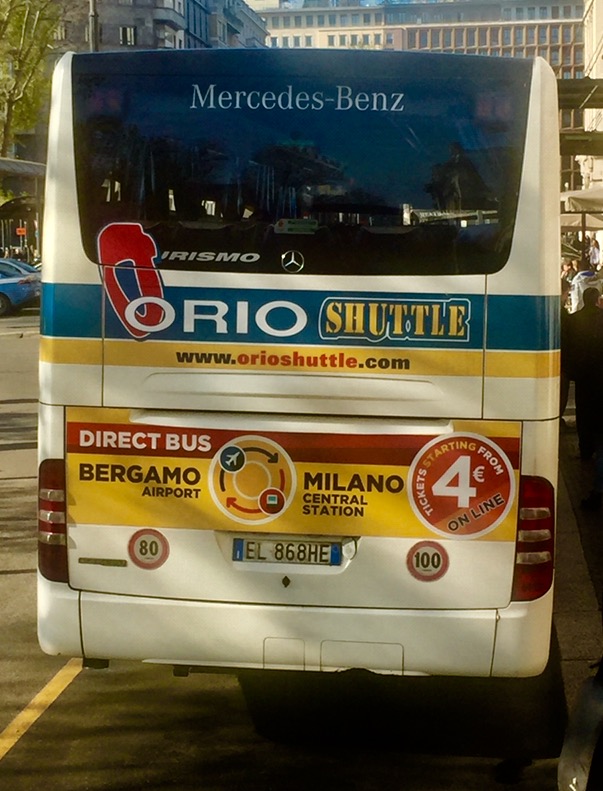 Mercedes-Benz
IRISMO
ORIO SHUTTLE
www.orioshuttle.com
DIRECT BUS
BERGAMO
AIRPORT
MILANO
CENTRAL
STATION
TICKETS STARTING FROM
4€
ON LINE
80
EL 868HE
100